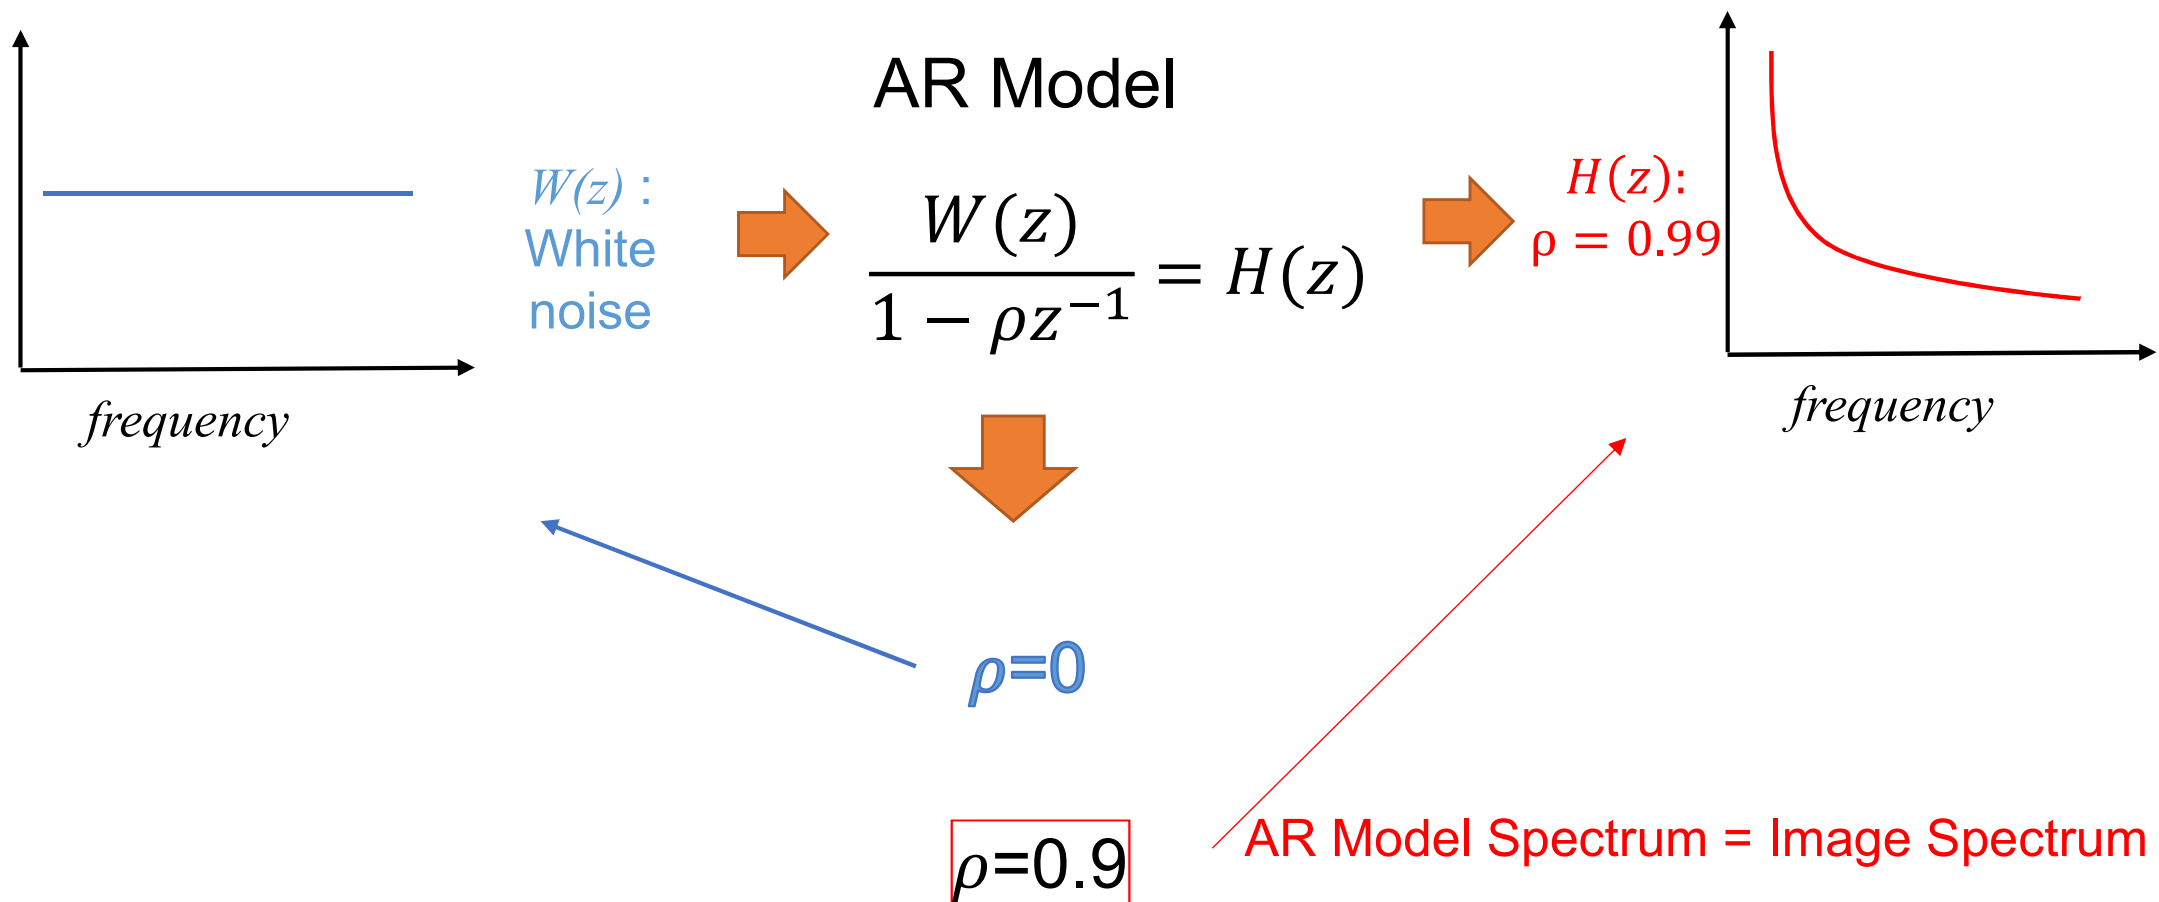 AR Model
W(z) :
White
noise
W(z)
1 − ρz⁻¹ = H(z)
H(z):
ρ = 0.99
frequency
frequency
ρ=0
ρ=0.9
AR Model Spectrum = Image Spectrum